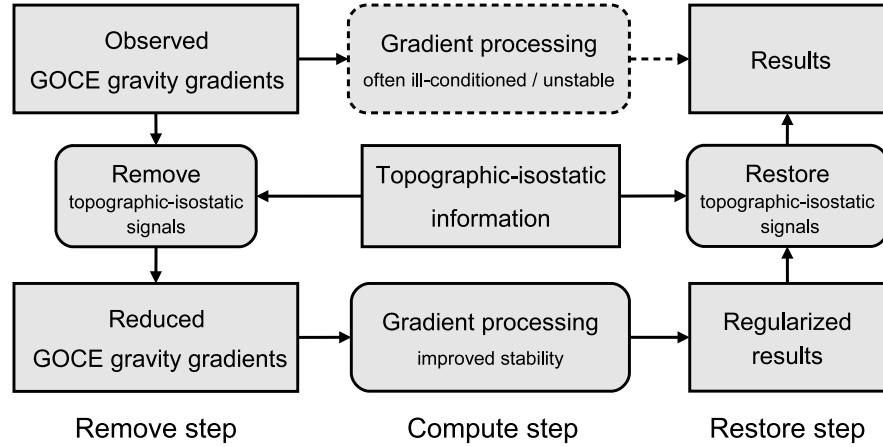 Observed
GOCE gravity gradients
Gradient processing
often ill-conditioned / unstable
Results
Remove
topographic-isostatic
signals
Topographic-isostatic
information
Restore
topographic-isostatic
signals
Reduced
GOCE gravity gradients
Gradient processing
improved stability
Regularized
results
Remove step
Compute step
Restore step